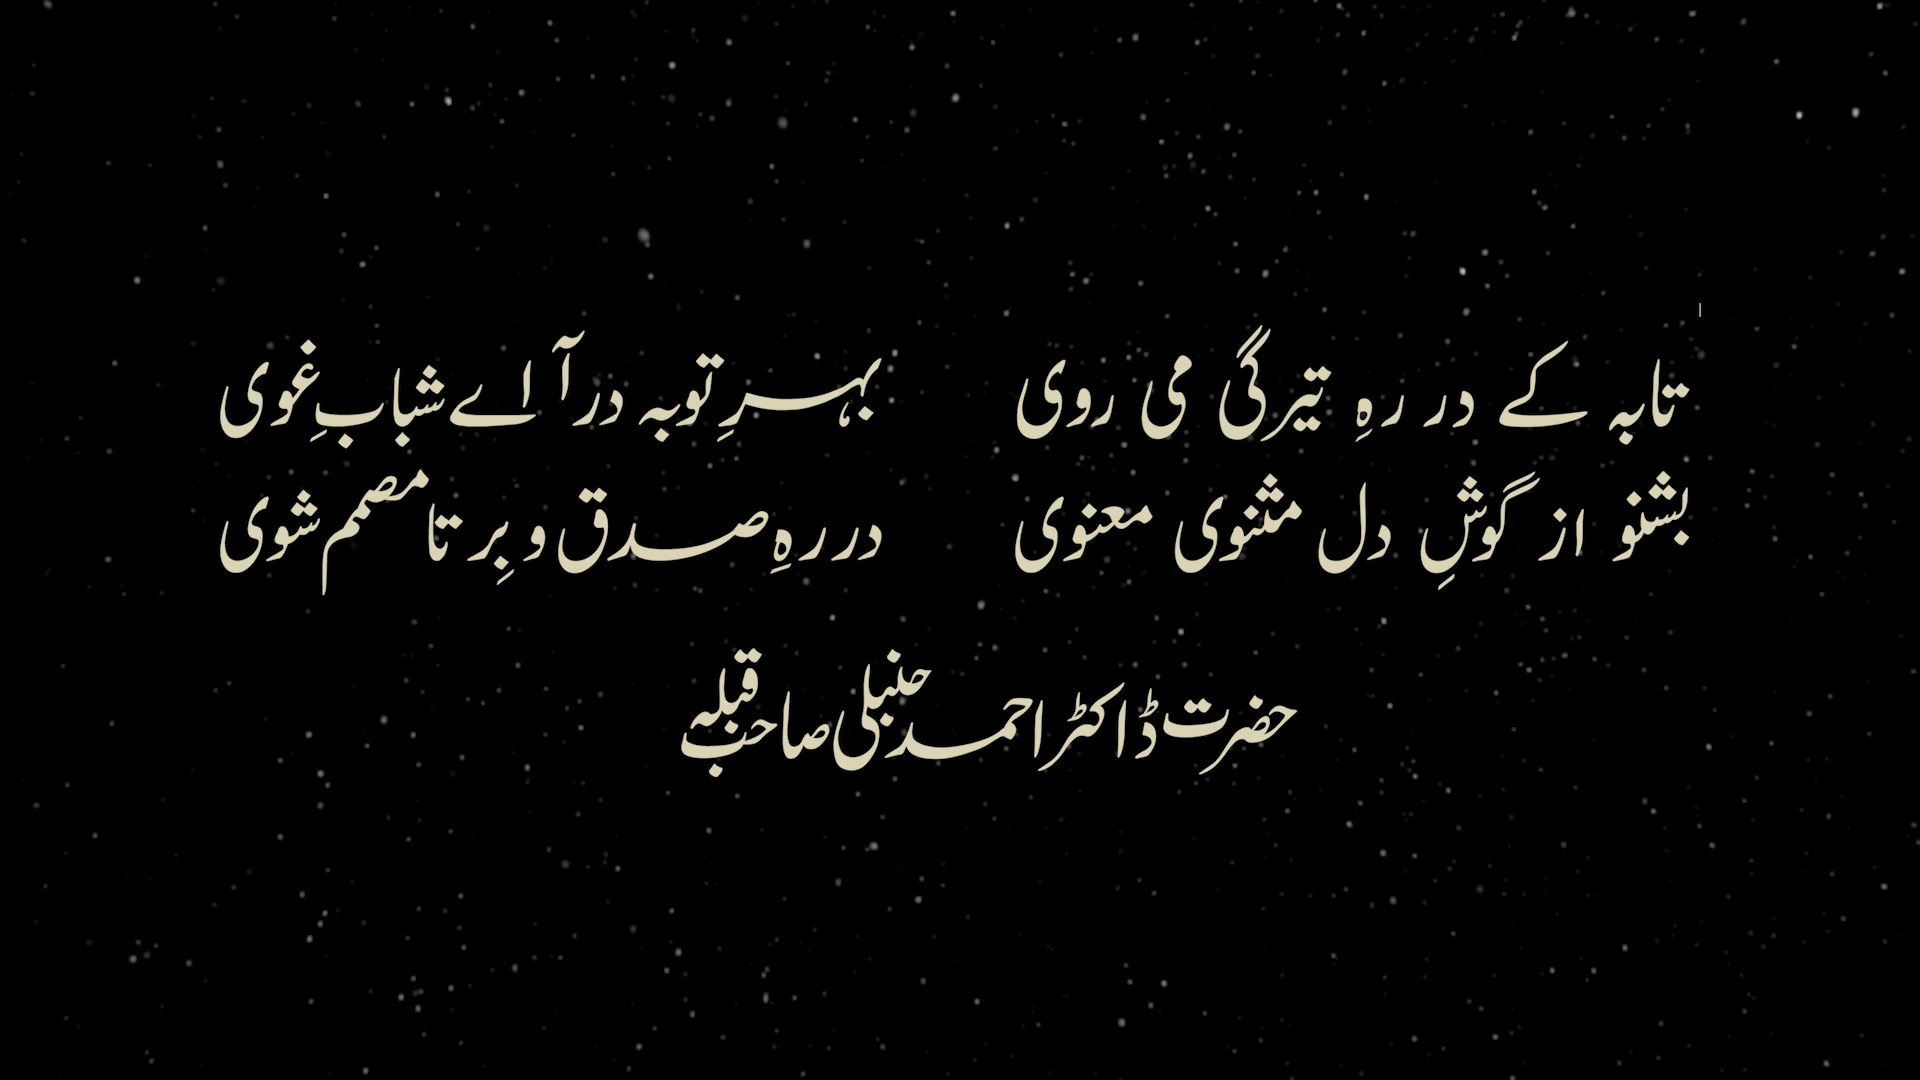 تابہ کے در رہِ تیرگی می روی بہرِ توبہ در آ اے شبابِ غوی
بشنو از گوشِ دل مثنوی معنوی در رہِ صدق و بِر تا مصمم شوی
حضرتِ ڈاکٹر احمد حنبلی صاحب قبلہ